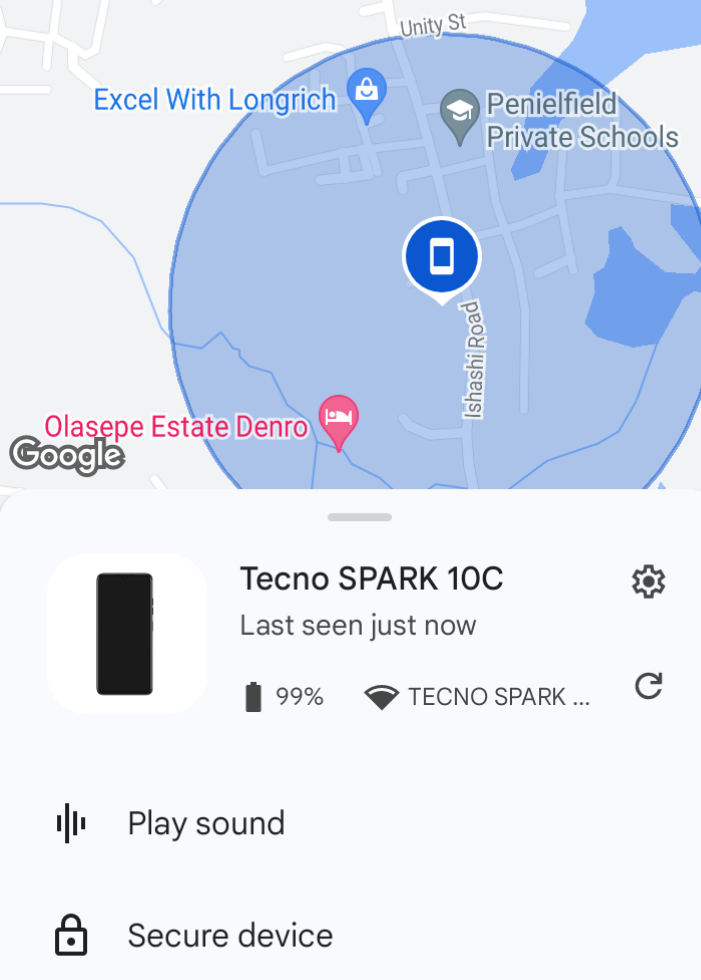 Unity St
Excel With Longrich
Penielfield
Private Schools
Ishashi Road
Olasepe Estate Denro
Google
Tecno SPARK 10C
Last seen just now
99%
TECNO SPARK ...
Play sound
Secure device